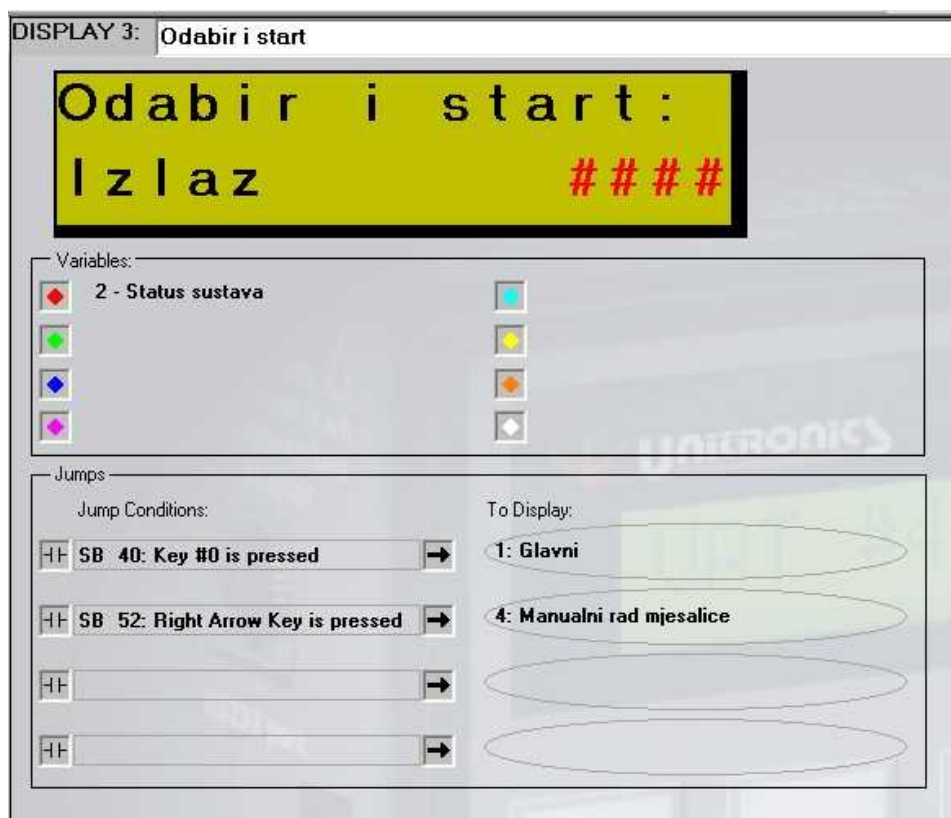 DISPLAY 3: Odabir i start
Odabir i start:
Izlaz ####
Variables:
2 - Status sustava
Jumps
Jump Conditions: To Display:
SB 40: Key #0 is pressed 1: Glavni
SB 52: Right Arrow Key is pressed 4: Manualni rad mjesalice
UNITRONICS